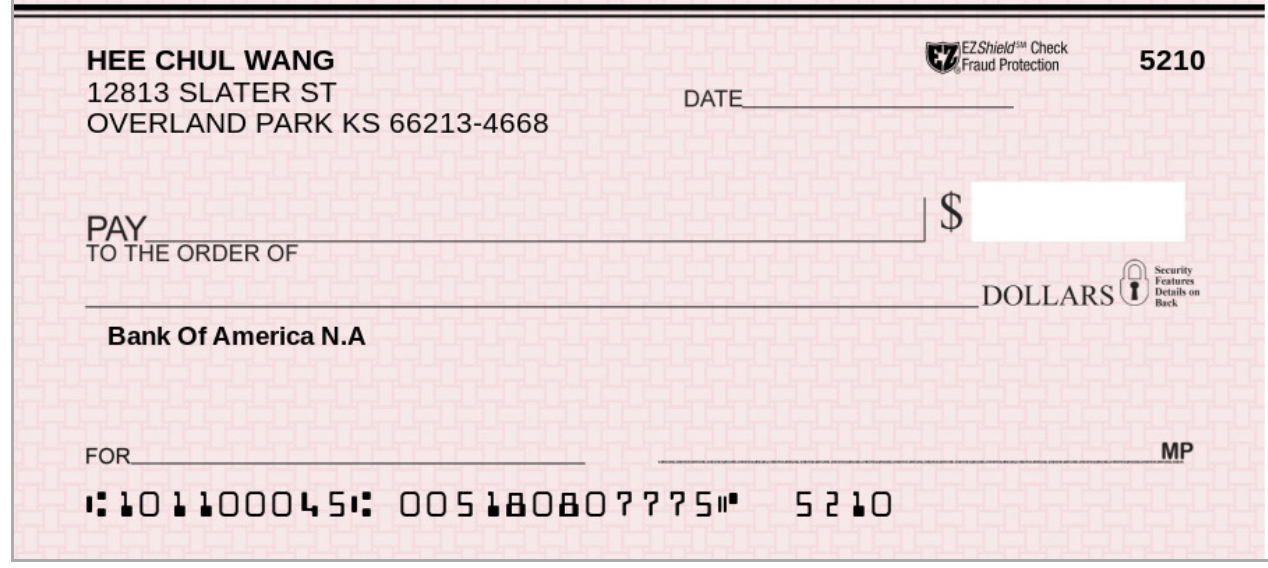 HEE CHUL WANG
12813 SLATER ST
OVERLAND PARK KS 66213-4668
EZ EZShield℠ Check
Fraud Protection
5210
DATE
PAY
TO THE ORDER OF
$
DOLLARS
Security
Features
Details on
Back
Bank Of America N.A
FOR
MP
⑆101100045⑆ 005180807775⑈ 5210